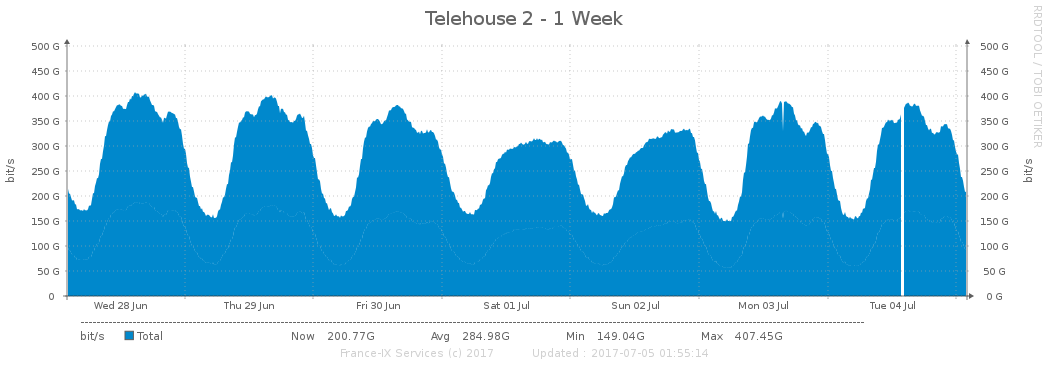 Telehouse 2 - 1 Week
RRDTOOL / TOBI OETIKER
500 G 500 G
450 G 450 G
400 G 400 G
350 G 350 G
300 G 300 G
250 G 250 G
200 G 200 G
150 G 150 G
100 G 100 G
50 G 50 G
0 0 G
bit/s
bit/s
Wed 28 Jun Thu 29 Jun Fri 30 Jun Sat 01 Jul Sun 02 Jul Mon 03 Jul Tue 04 Jul
bit/s Total Now 200.77G Avg 284.98G Min 149.04G Max 407.45G
France-IX Services (c) 2017 Updated : 2017-07-05 01:55:14